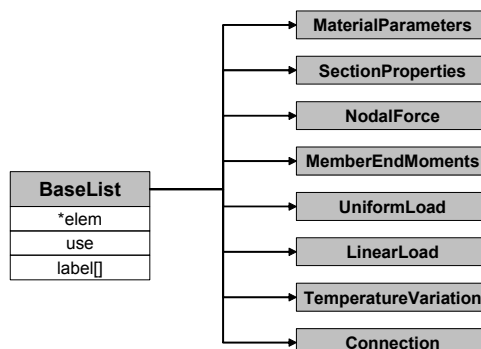 MaterialParameters
SectionProperties
NodalForce
MemberEndMoments
BaseList
*elem
use
label[]
UniformLoad
LinearLoad
TemperatureVariation
Connection